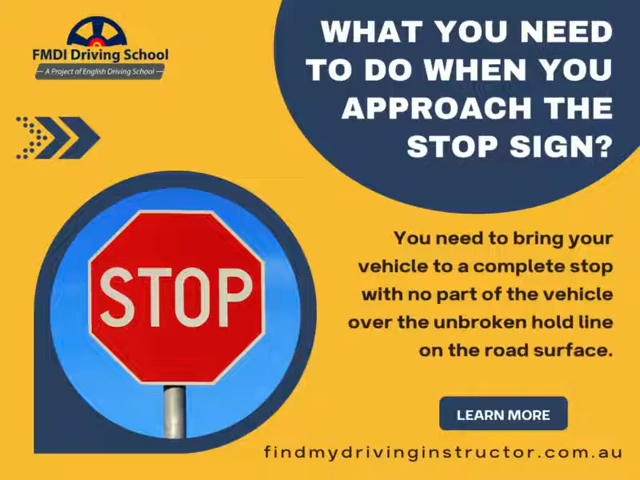 FMDI Driving School
A Project of English Driving School
WHAT YOU NEED
TO DO WHEN YOU
APPROACH THE
STOP SIGN?
STOP
You need to bring your
vehicle to a complete stop
with no part of the vehicle
over the unbroken hold line
on the road surface.
LEARN MORE
findmydrivinginstructor.com.au